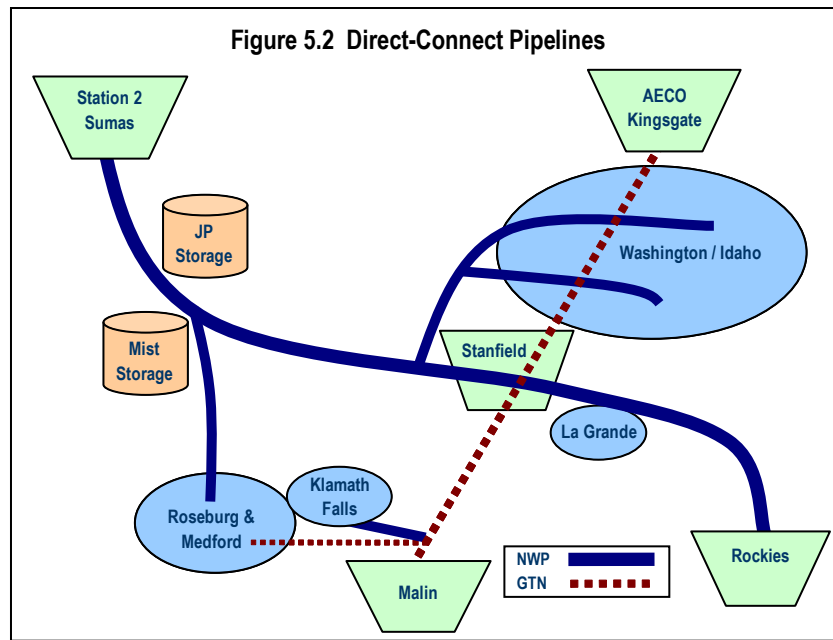 Figure 5.2 Direct-Connect Pipelines
Station 2
Sumas
AECO
Kingsgate
JP
Storage
Washington / Idaho
Mist
Storage
Stanfield
La Grande
Klamath
Falls
Roseburg &
Medford
Malin
NWP
GTN
Rockies